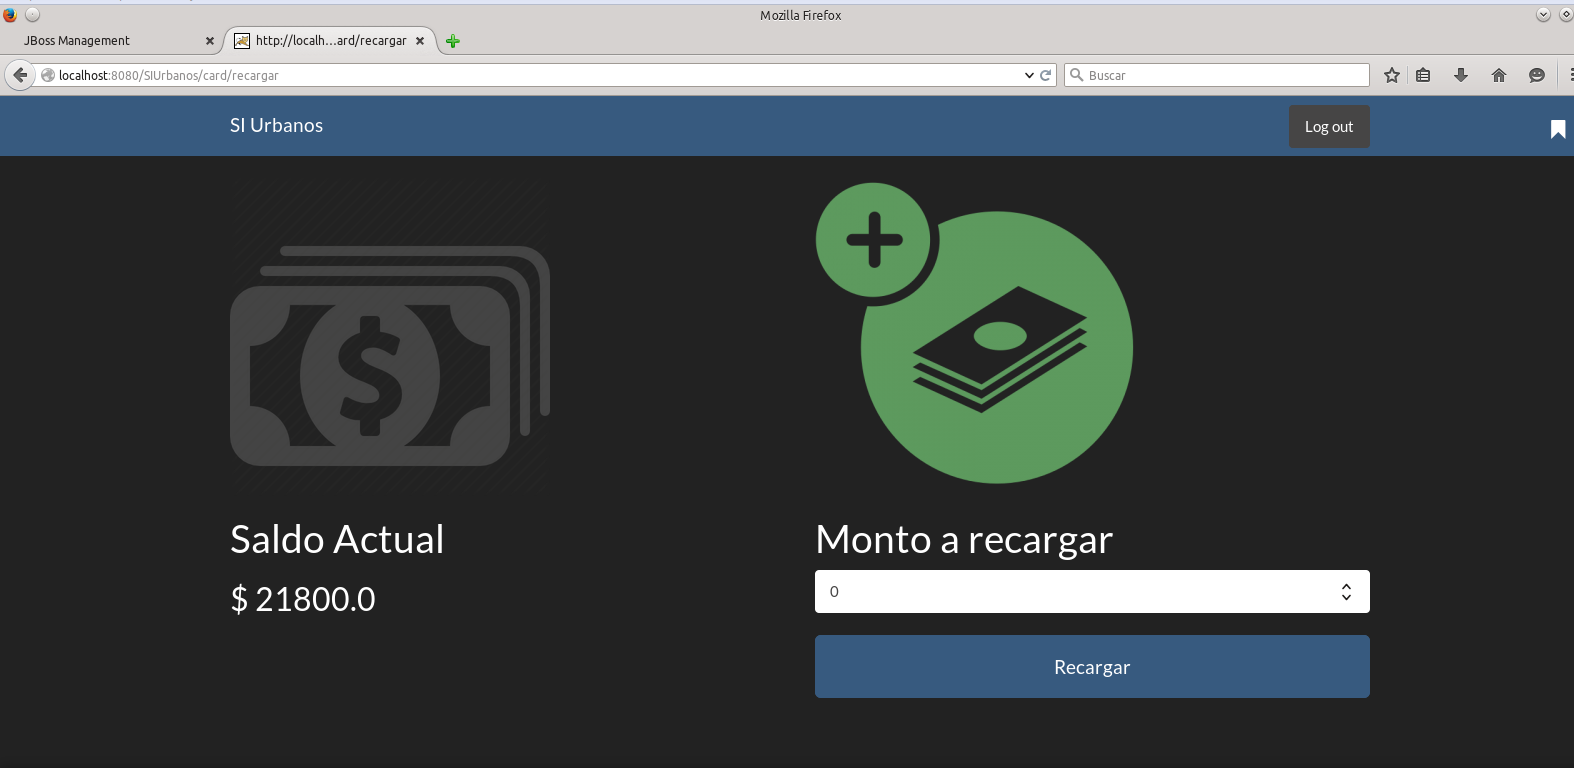 Mozilla Firefox
JBoss Management
http://localh...ard/recargar
localhost:8080/SIUrbanos/card/recargar
Buscar
SI Urbanos
Log out
$
Saldo Actual
$ 21800.0
Monto a recargar
0
Recargar